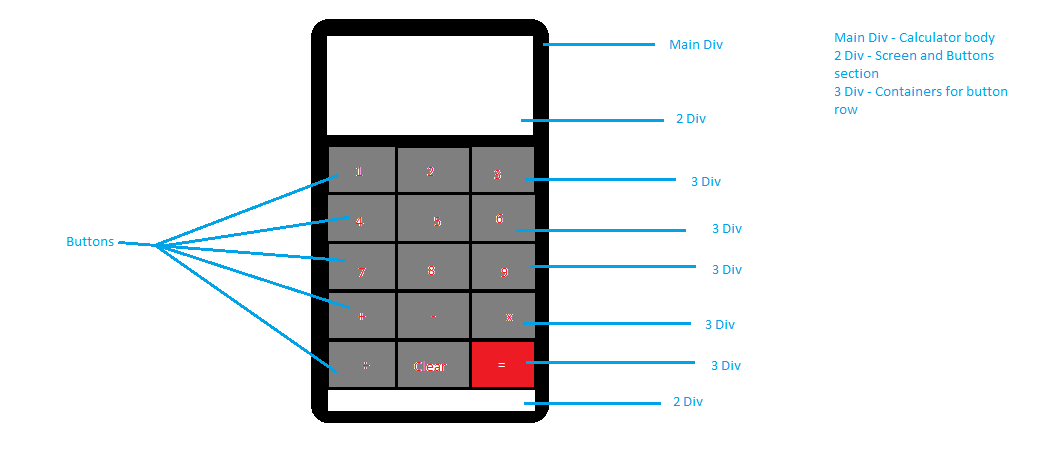 Main Div
2 Div
Main Div - Calculator body
2 Div - Screen and Buttons
section
3 Div - Containers for button
row
1 2 3
3 Div
4 5 6
3 Div
Buttons
7 8 9
3 Div
+ - x
3 Div
÷ Clear =
3 Div
2 Div